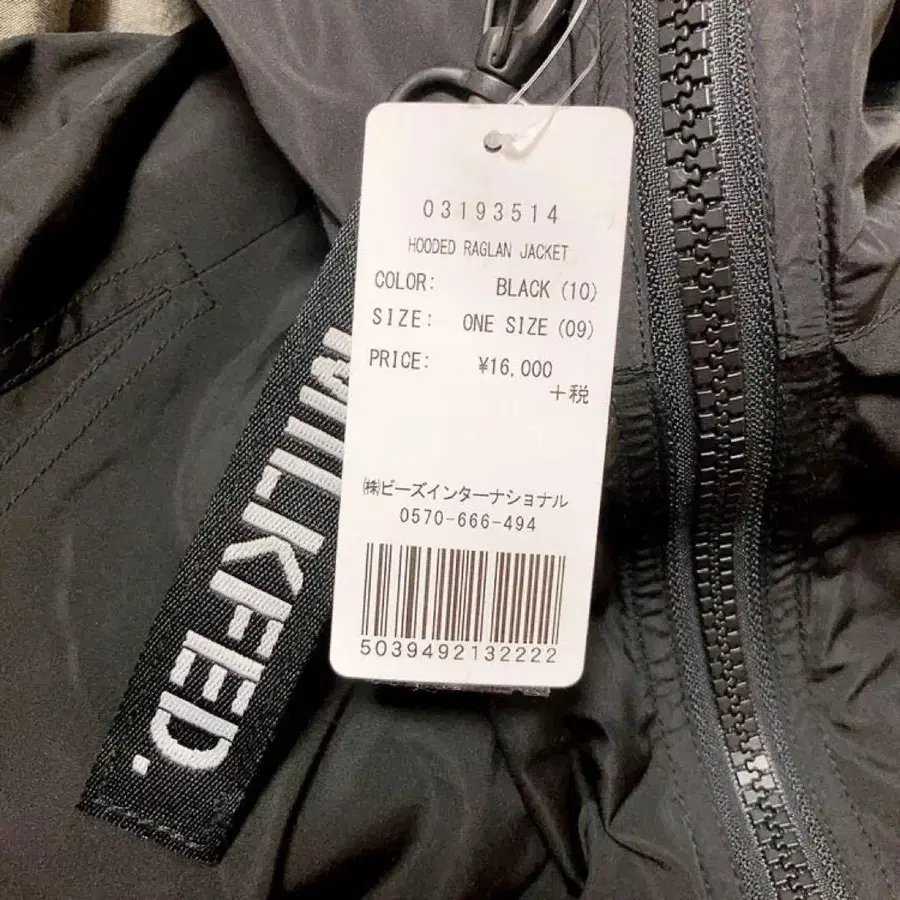 03193514
HOODED RAGLAN JACKET
COLOR: BLACK (10)
SIZE: ONE SIZE (09)
PRICE: ¥16,000
+税
㈱ビーズインターナショナル
0570-666-494
5039492132222
MILKFED.